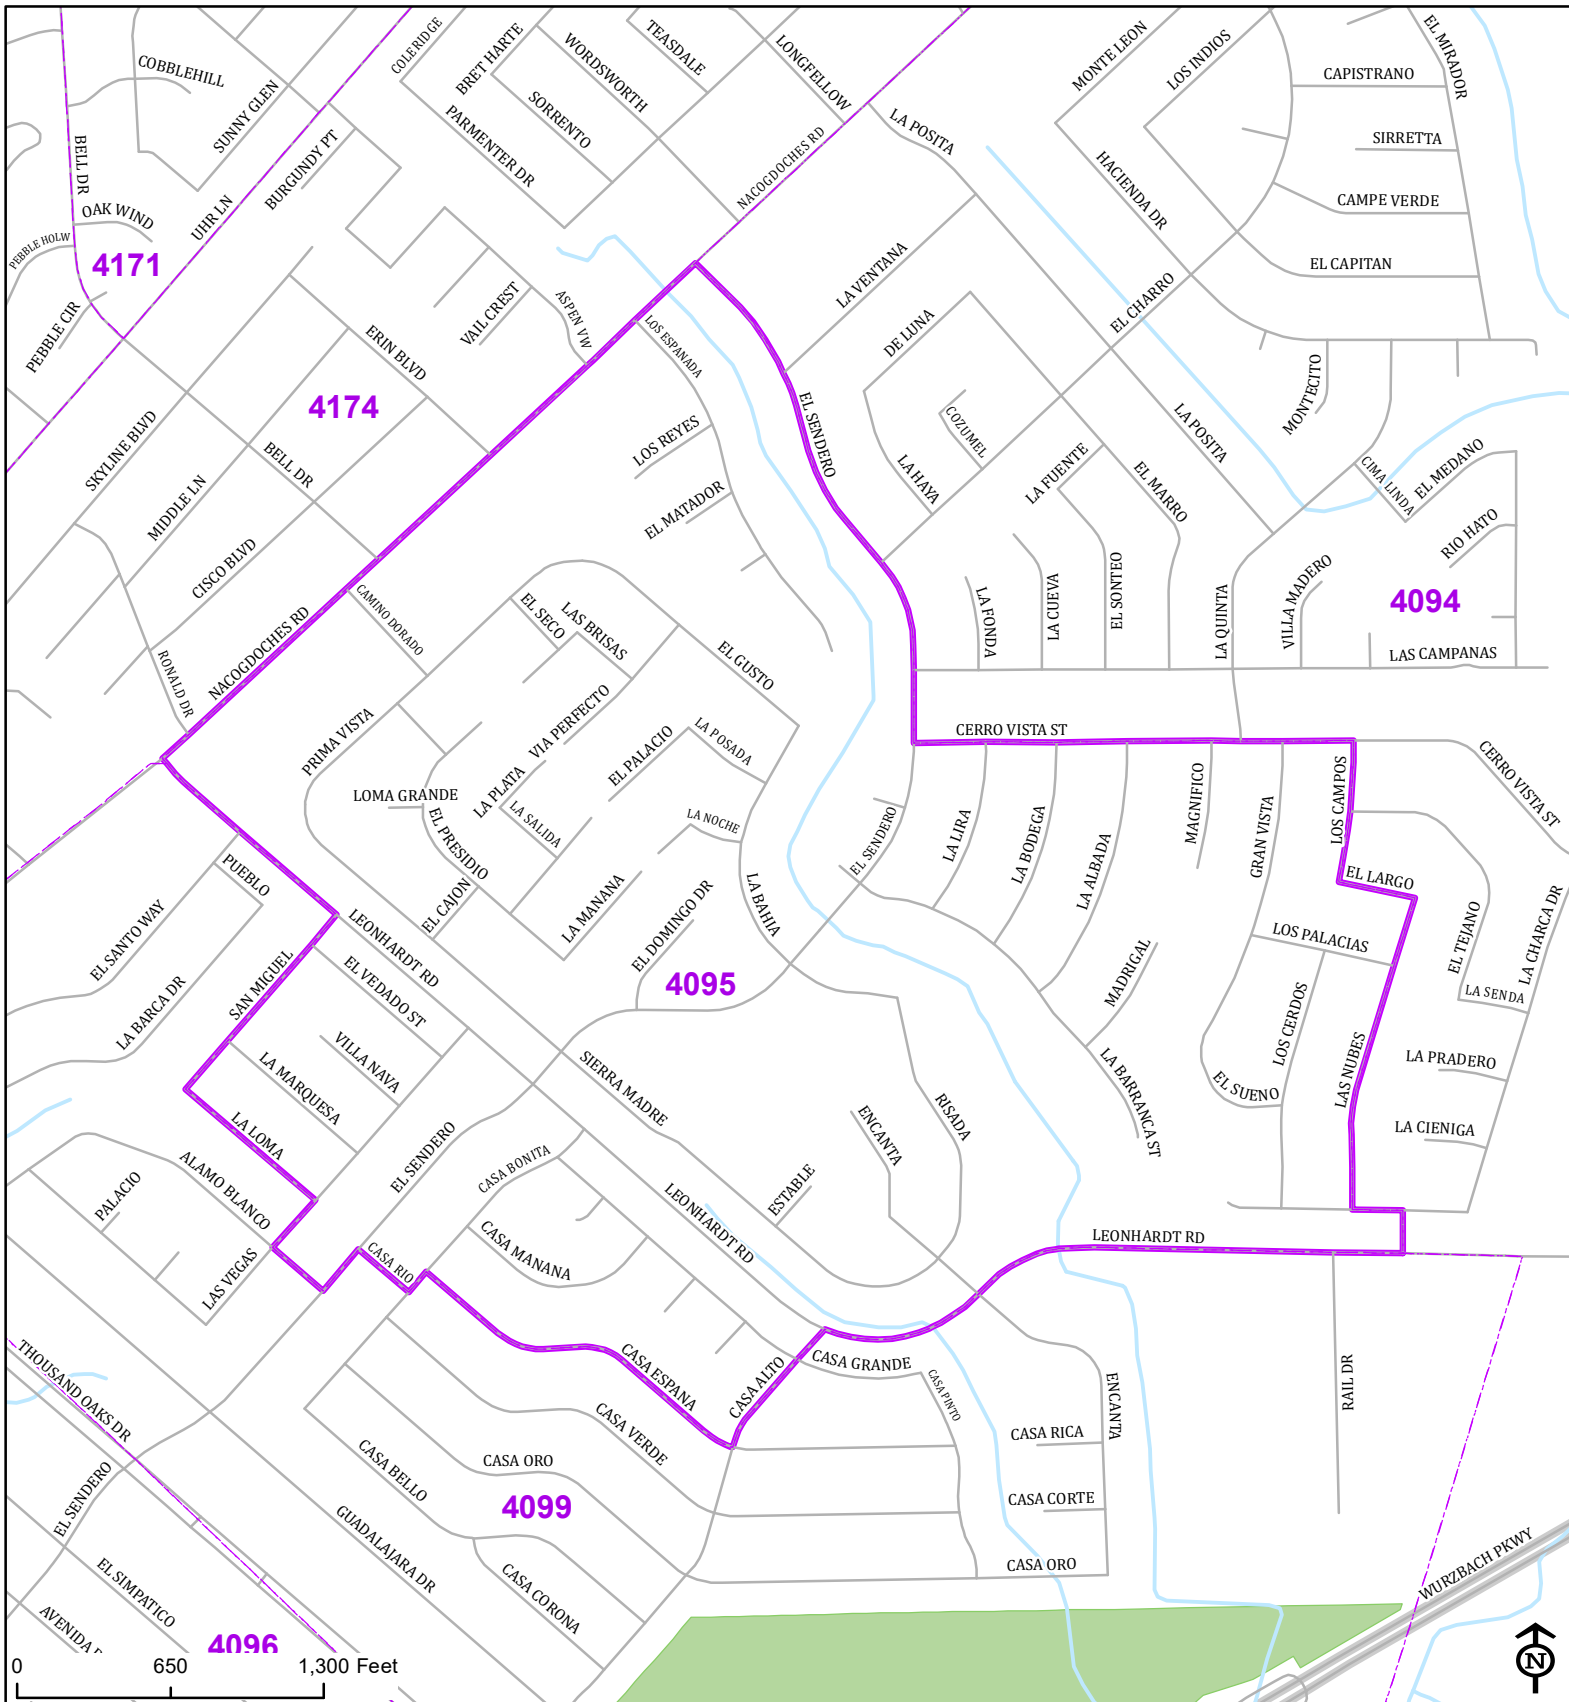 COBBLEHILL
SUNNY GLEN
COLERIDGE
BRET HARTE
WORDSWORTH
TEASDALE
LONGFELLOW
SORRENTO
PARMENTER DR
NACOGDOCHES RD
LA POSITA
MONTE LEON
LOS INDIOS
EL MIRADOR
CAPISTRANO
SIRRETTA
CAMPE VERDE
EL CAPITAN
HACIENDA DR
BELL DR
OAK WIND
PEBBLE HOLW
4171
PEBBLE CIR
UHR LN
BURGUNDY PT
VAIL CREST
ASPEN VW
ERIN BLVD
4174
LOS ESPANADA
LA VENTANA
DE LUNA
EL CHARRO
MONTECITO
SKYLINE BLVD
MIDDLE LN
BELL DR
CISCO BLVD
LOS REYES
EL MATADOR
EL SENDERO
COZUMEL
LA HAYA
LA FUENTE
EL MARRO
LA POSITA
CIMA LINDA
EL MEDANO
RIO HATO
4094
RONALD DR
NACOGDOCHES RD
CAMINO DORADO
EL SECO
LAS BRISAS
EL GUSTO
LA FONDA
LA CUEVA
EL SONTEO
LA QUINTA
VILLA MADERO
LAS CAMPANAS
PRIMA VISTA
VIA PERFECTO
EL PALACIO
LA POSADA
CERRO VISTA ST
CERRO VISTA ST
LOMA GRANDE
LA PLATA
LA SALIDA
LA NOCHE
EL PRESIDIO
EL CAJON
LA MANANA
EL DOMINGO DR
LA BAHIA
EL SENDERO
LA LIRA
LA BODEGA
LA ALBADA
MAGNIFICO
GRAN VISTA
LOS CAMPOS
EL LARGO
PUEBLO
EL SANTO WAY
LA BARCA DR
SAN MIGUEL
LEONHARDT RD
EL VEDADO ST
VILLA NAVA
LA MARQUESA
LA LOMA
4095
MADRIGAL
LOS PALACIAS
LOS CERDOS
EL TEJANO
LA CHARCA DR
LA SENDA
LA PRADERO
LA CIENIGA
LAS NUBES
EL SUENO
LA BARRANCA ST
SIERRA MADRE
RISADA
ENCANTA
ESTABLE
EL SENDERO
CASA BONITA
ALAMO BLANCO
PALACIO
LAS VEGAS
CASA RIO
CASA MANANA
LEONHARDT RD
LEONHARDT RD
THOUSAND OAKS DR
CASA ESPANA
CASA ALTO
CASA GRANDE
CASA PINTO
ENCANTA
RAIL DR
CASA VERDE
CASA ORO
CASA BELLO
4099
CASA RICA
CASA CORTE
CASA ORO
EL SENDERO
GUADALAJARA DR
CASA CORONA
EL SIMPATICO
AVENIDA
4096
WURZBACH PKWY
0 650 1,300 Feet
N